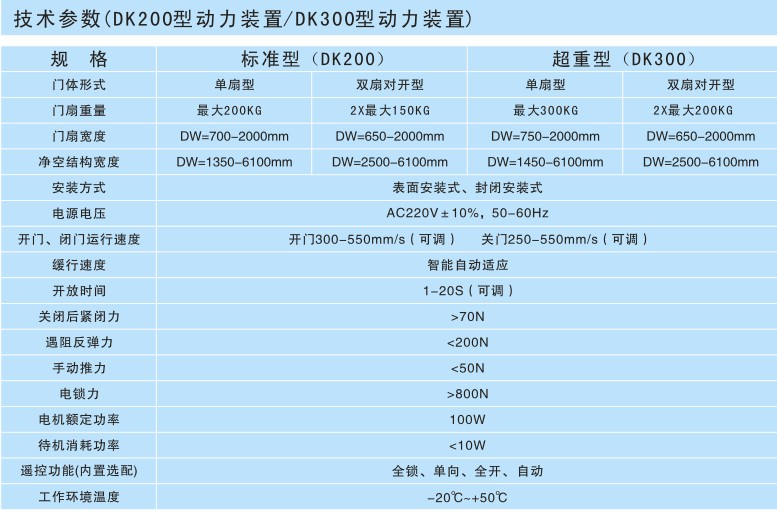 技术参数(DK200型动力装置/DK300型动力装置)
规 格 标准型（DK200） 超重型（DK300）
门体形式 单扇型 双扇对开型 单扇型 双扇对开型
门扇重量 最大200KG 2X最大150KG 最大300KG 2X最大200KG
门扇宽度 DW=700-2000mm DW=650-2000mm DW=750-2000mm DW=650-2000mm
净空结构宽度 DW=1350-6100mm DW=2500-6100mm DW=1450-6100mm DW=2500-6100mm
安装方式 表面安装式、封闭安装式
电源电压 AC220V±10%，50-60Hz
开门、闭门运行速度 开门300-550mm/s（可调） 关门250-550mm/s（可调）
缓行速度 智能自动适应
开放时间 1-20S（可调）
关闭后紧闭力 >70N
遇阻反弹力 <200N
手动推力 <50N
电锁力 >800N
电机额定功率 100W
待机消耗功率 <10W
遥控功能(内置选配) 全锁、单向、全开、自动
工作环境温度 -20℃~+50℃